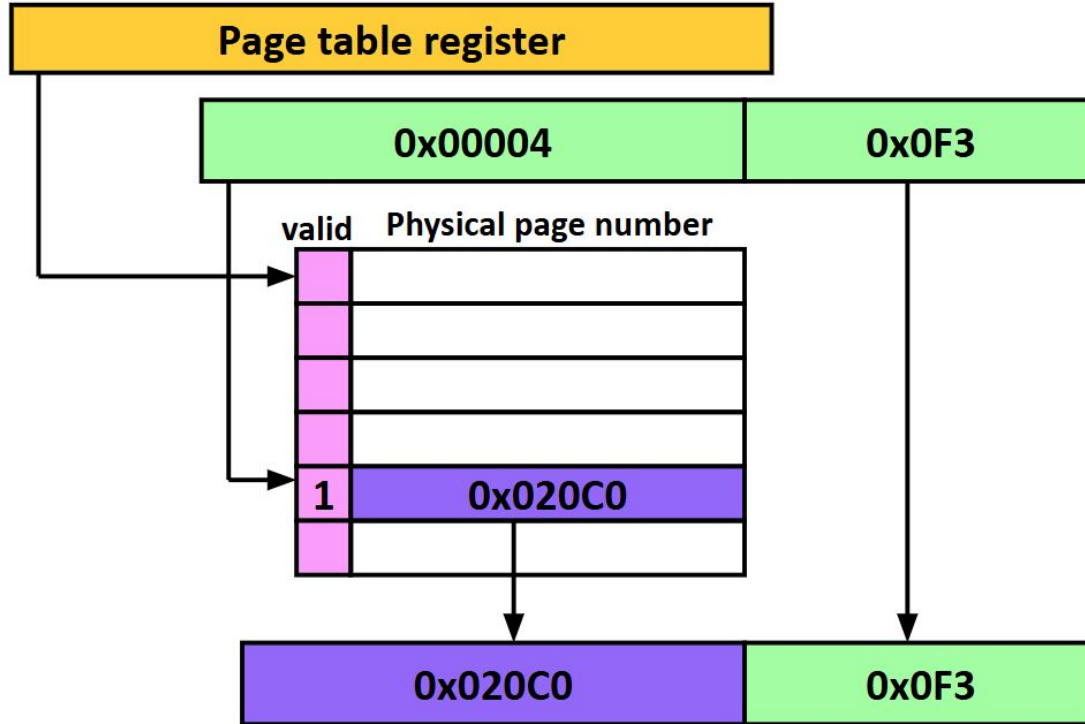 Page table register
0x00004 0x0F3
valid Physical page number
1 0x020C0
0x020C0 0x0F3